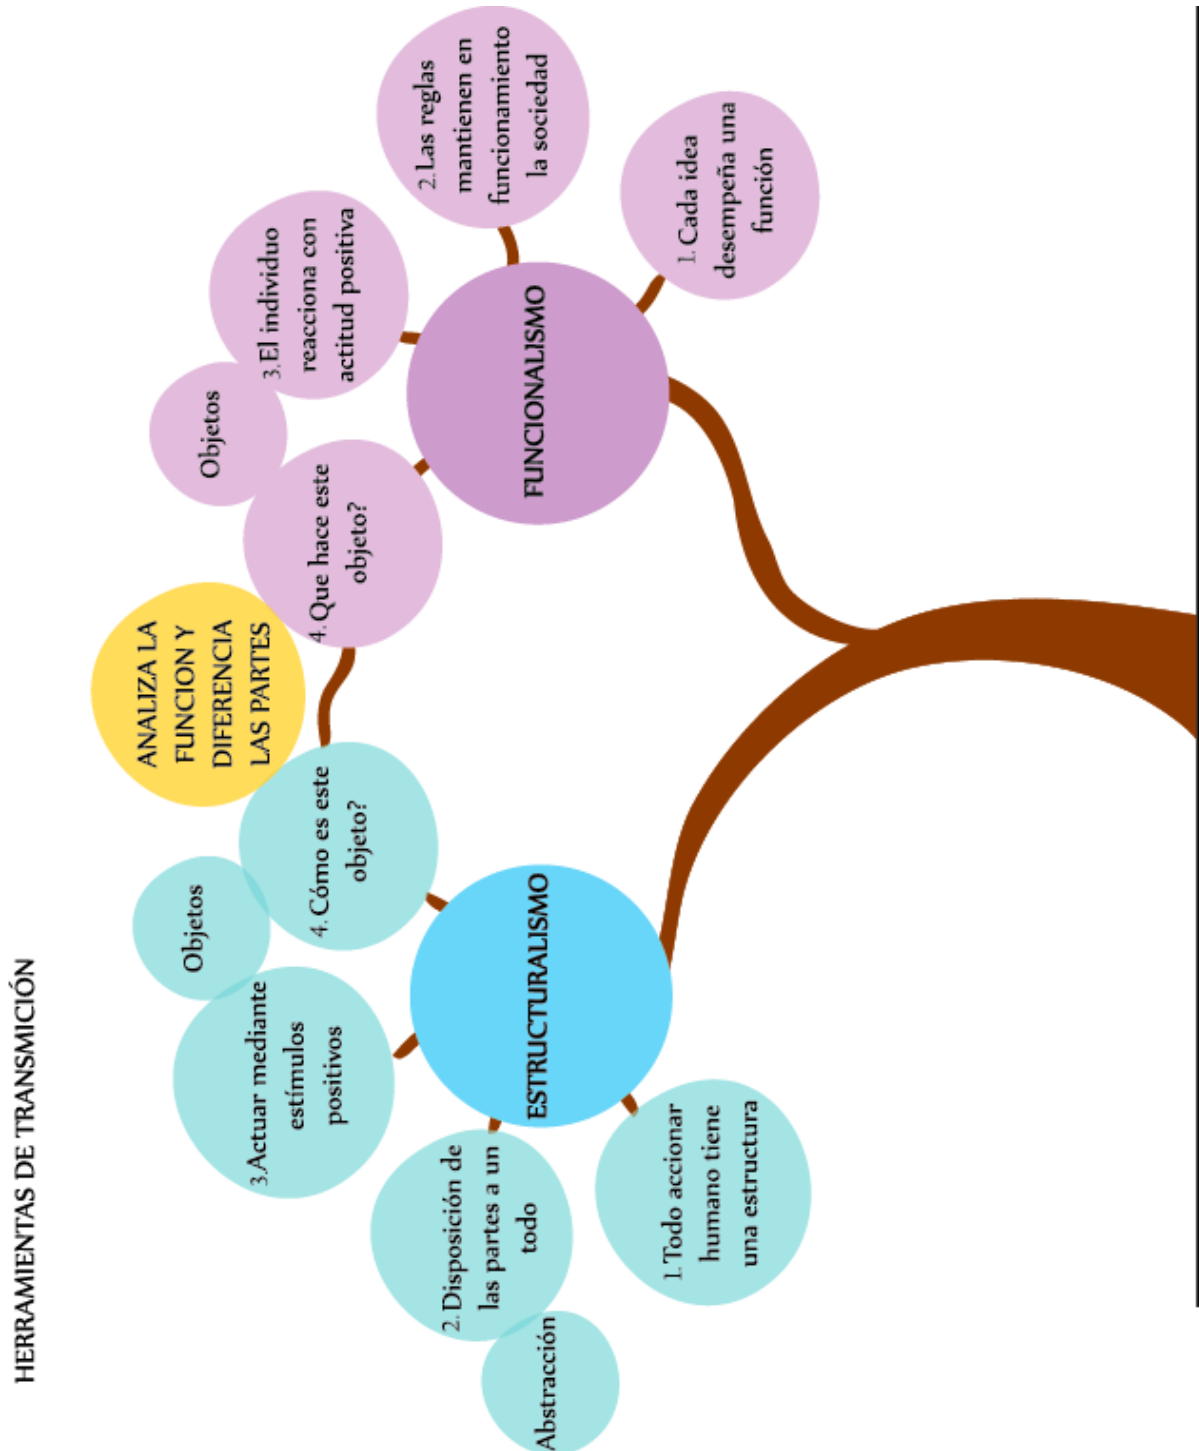 HERRAMIENTAS DE TRANSMICIÓN
ANALIZA LA
FUNCION Y
DIFERENCIA
LAS PARTES
ESTRUCTURALISMO
1. Todo accionar
humano tiene
una estructura
2. Disposición de
las partes a un
todo
Abstracción
3.Actuar mediante
estímulos
positivos
Objetos
4. Cómo es este
objeto?
FUNCIONALISMO
4. Que hace este
objeto?
Objetos
3. El individuo
reacciona con
actitud positiva
2. Las reglas
mantienen en
funcionamiento
la sociedad
1. Cada idea
desempeña una
función